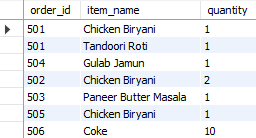 order_id item_name quantity
501 Chicken Biryani 1
501 Tandoori Roti 1
504 Gulab Jamun 1
502 Chicken Biryani 2
503 Paneer Butter Masala 1
505 Chicken Biryani 1
506 Coke 10